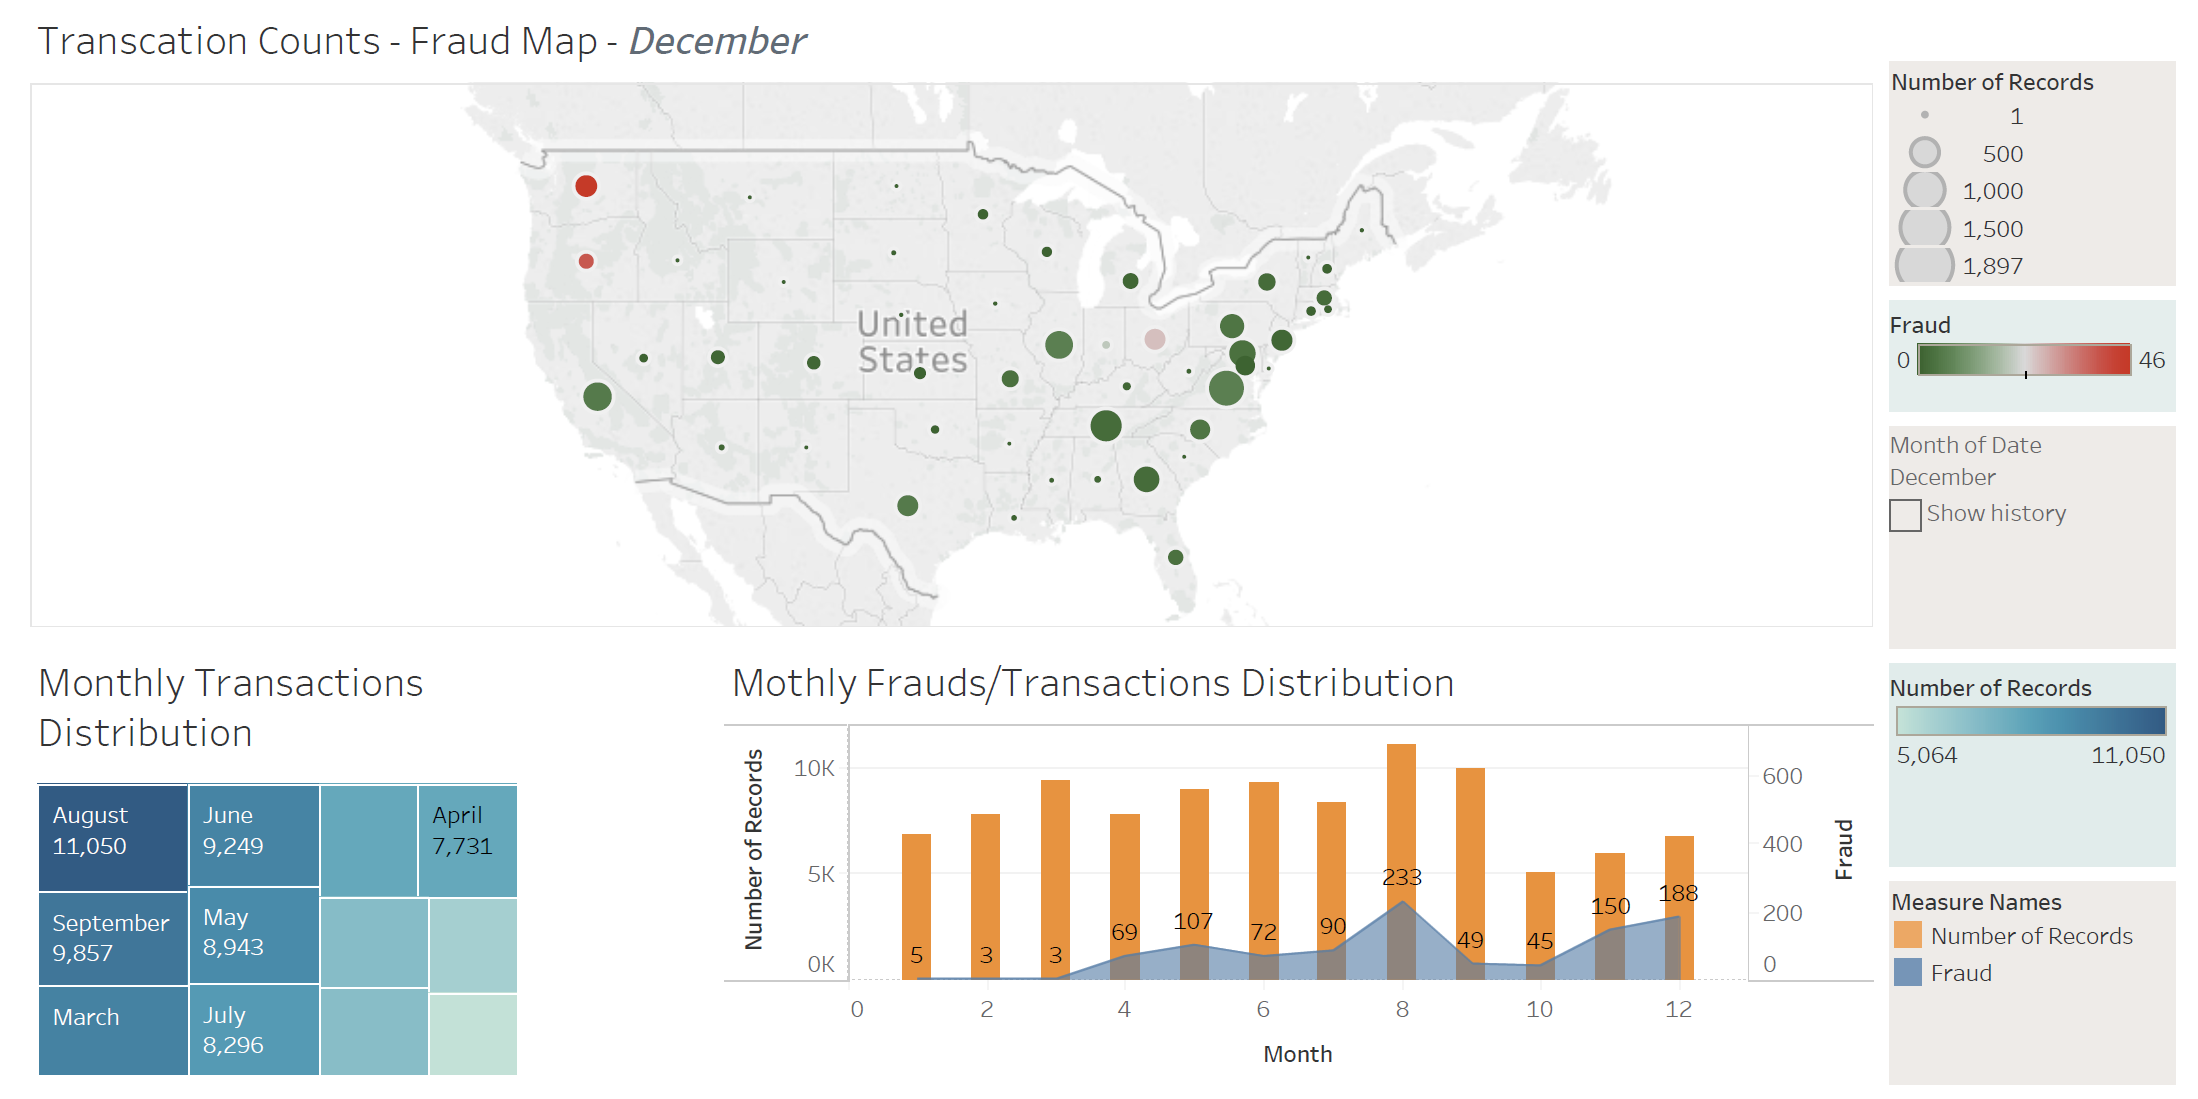 Transcation Counts - Fraud Map - December
United
States
Number of Records
1
500
1,000
1,500
1,897
Fraud
0
46
Month of Date
December
Show history
Number of Records
5,064
11,050
Measure Names
Number of Records
Fraud
Monthly Transactions
Distribution
August
11,050
September
9,857
March
June
9,249
May
8,943
July
8,296
April
7,731
Mothly Frauds/Transactions Distribution
Number of Records
10K
5K
0K
5
3
3
69
107
72
90
233
49
45
150
188
600
400
200
0
Fraud
0
2
4
6
8
10
12
Month